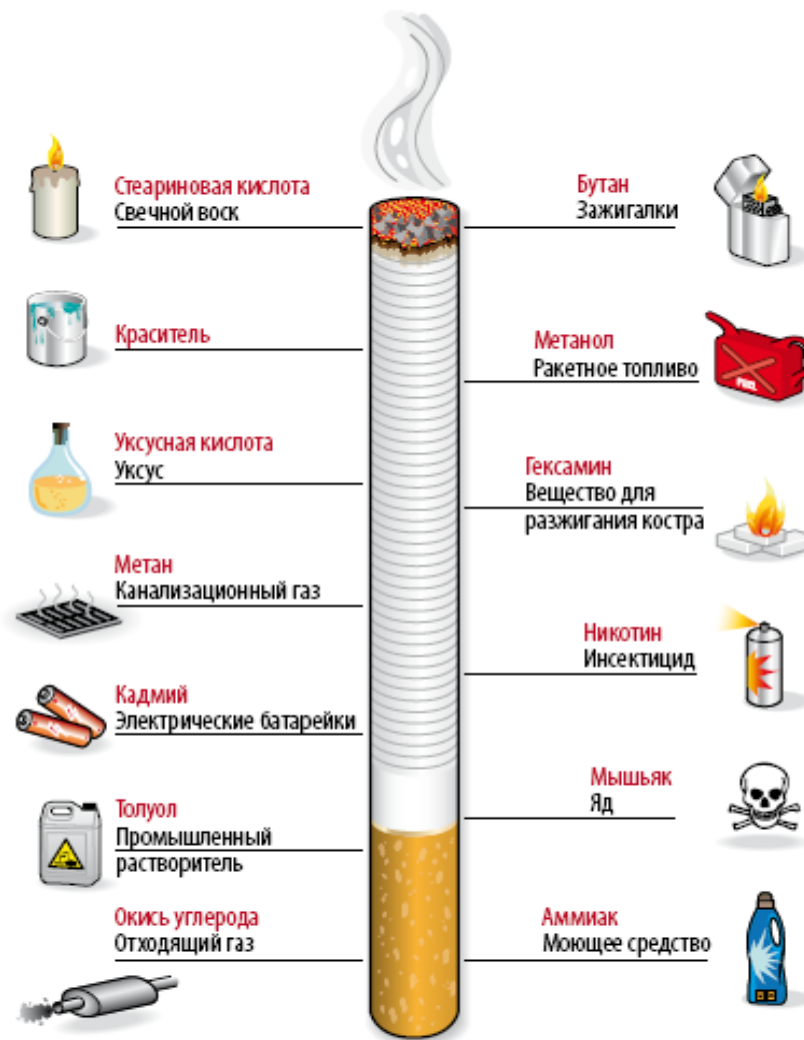 Стеариновая кислота
Свечной воск
Краситель
Уксусная кислота
Уксус
Метан
Канализационный газ
Кадмий
Электрические батарейки
Толуол
Промышленный
растворитель
Окись углерода
Отходящий газ
Бутан
Зажигалки
Метанол
Ракетное топливо
FUEL
Гексамин
Вещество для
разжигания костра
Никотин
Инсектицид
Мышьяк
Яд
Аммиак
Моющее средство